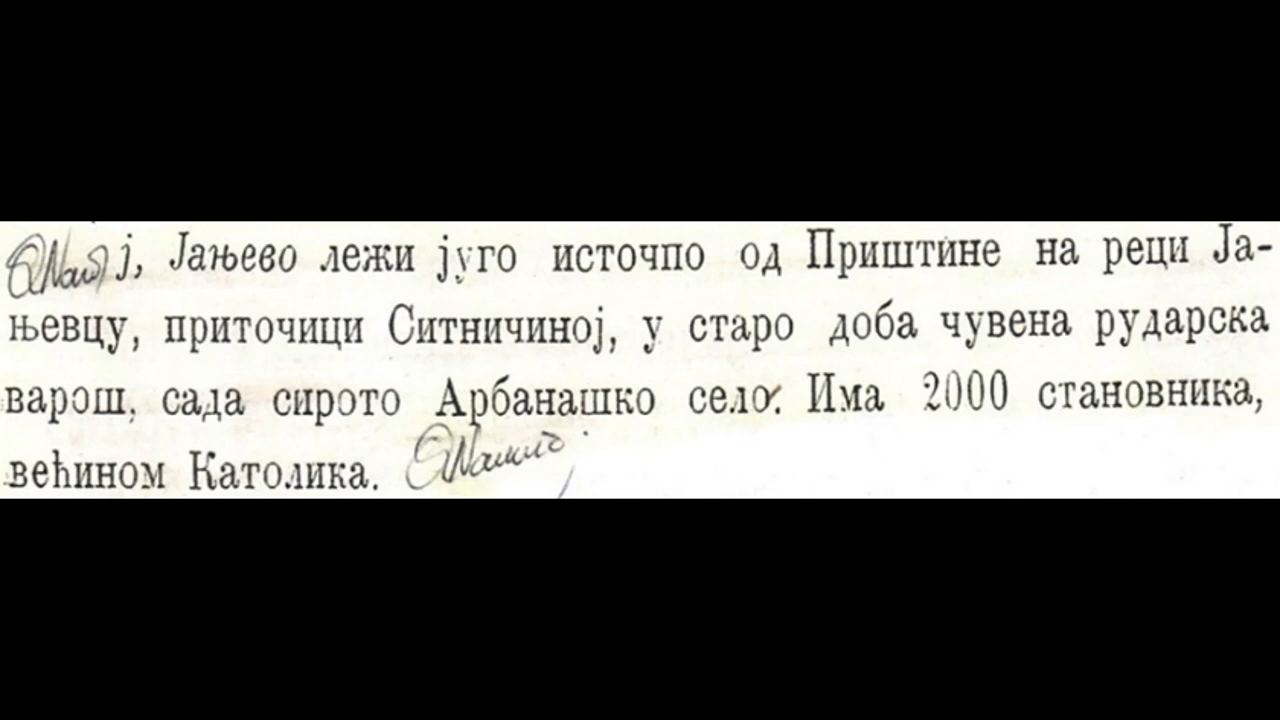 ј, Јањево лежи југо источпо од Приштине на реци Ја-
њевцу, приточици Ситничиној, у старо доба чувена рударска
варош, сада сирото Арбанашко село. Има 2000 становника,
већином Католика.